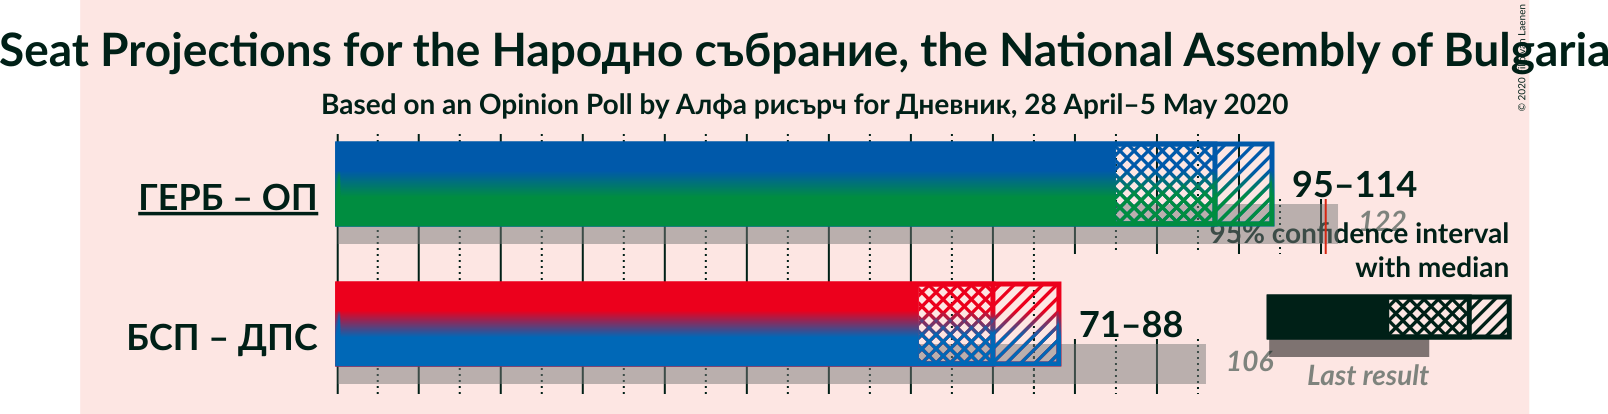 Seat Projections for the Народно събрание, the National Assembly of Bulgaria
Based on an Opinion Poll by Алфа рисърч for Дневник, 28 April–5 May 2020
ГЕРБ – ОП
95–114
122
95% confidence interval
with median
БСП – ДПС
71–88
106
Last result
© 2020 Laenen